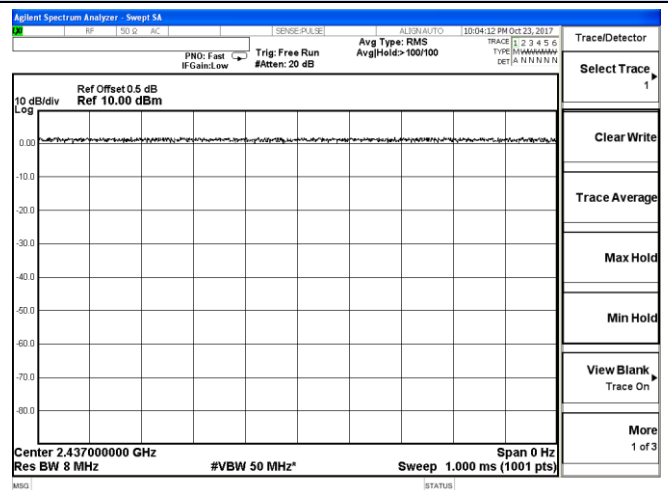 Agilent Spectrum Analyzer - Swept SA
RF 50 Ω AC SENSE:PULSE ALIGNAUTO 10:04:12 PM Oct 23, 2017
PNO: Fast
IFGain:Low
Trig: Free Run
#Atten: 20 dB
Avg Type: RMS
Avg|Hold:> 100/100
TRACE 1 2 3 4 5 6
TYPE MWWWWW
DET A N N N N N
Ref Offset 0.5 dB
10 dB/div Ref 10.00 dBm
Log
0.00
-10.0
-20.0
-30.0
-40.0
-50.0
-60.0
-70.0
-80.0
Center 2.437000000 GHz Span 0 Hz
Res BW 8 MHz #VBW 50 MHz* Sweep 1.000 ms (1001 pts)
MSG STATUS
Trace/Detector
Select Trace
1
Clear Write
Trace Average
Max Hold
Min Hold
View Blank
Trace On
More
1 of 3